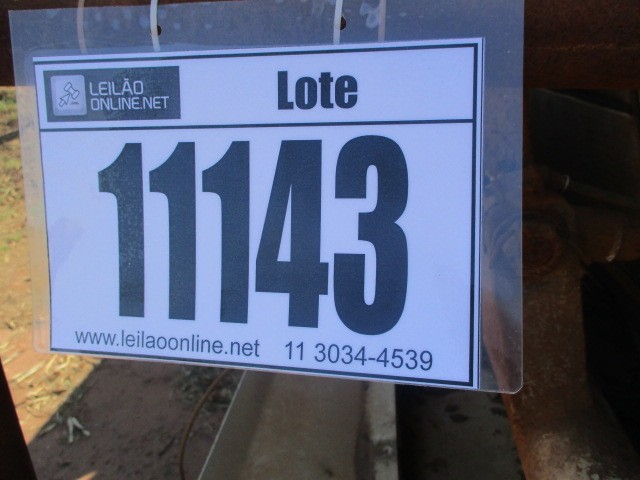 LEILÃO
ONLINE.NET
Lote
11143
www.leilaoonline.net 11 3034-4539